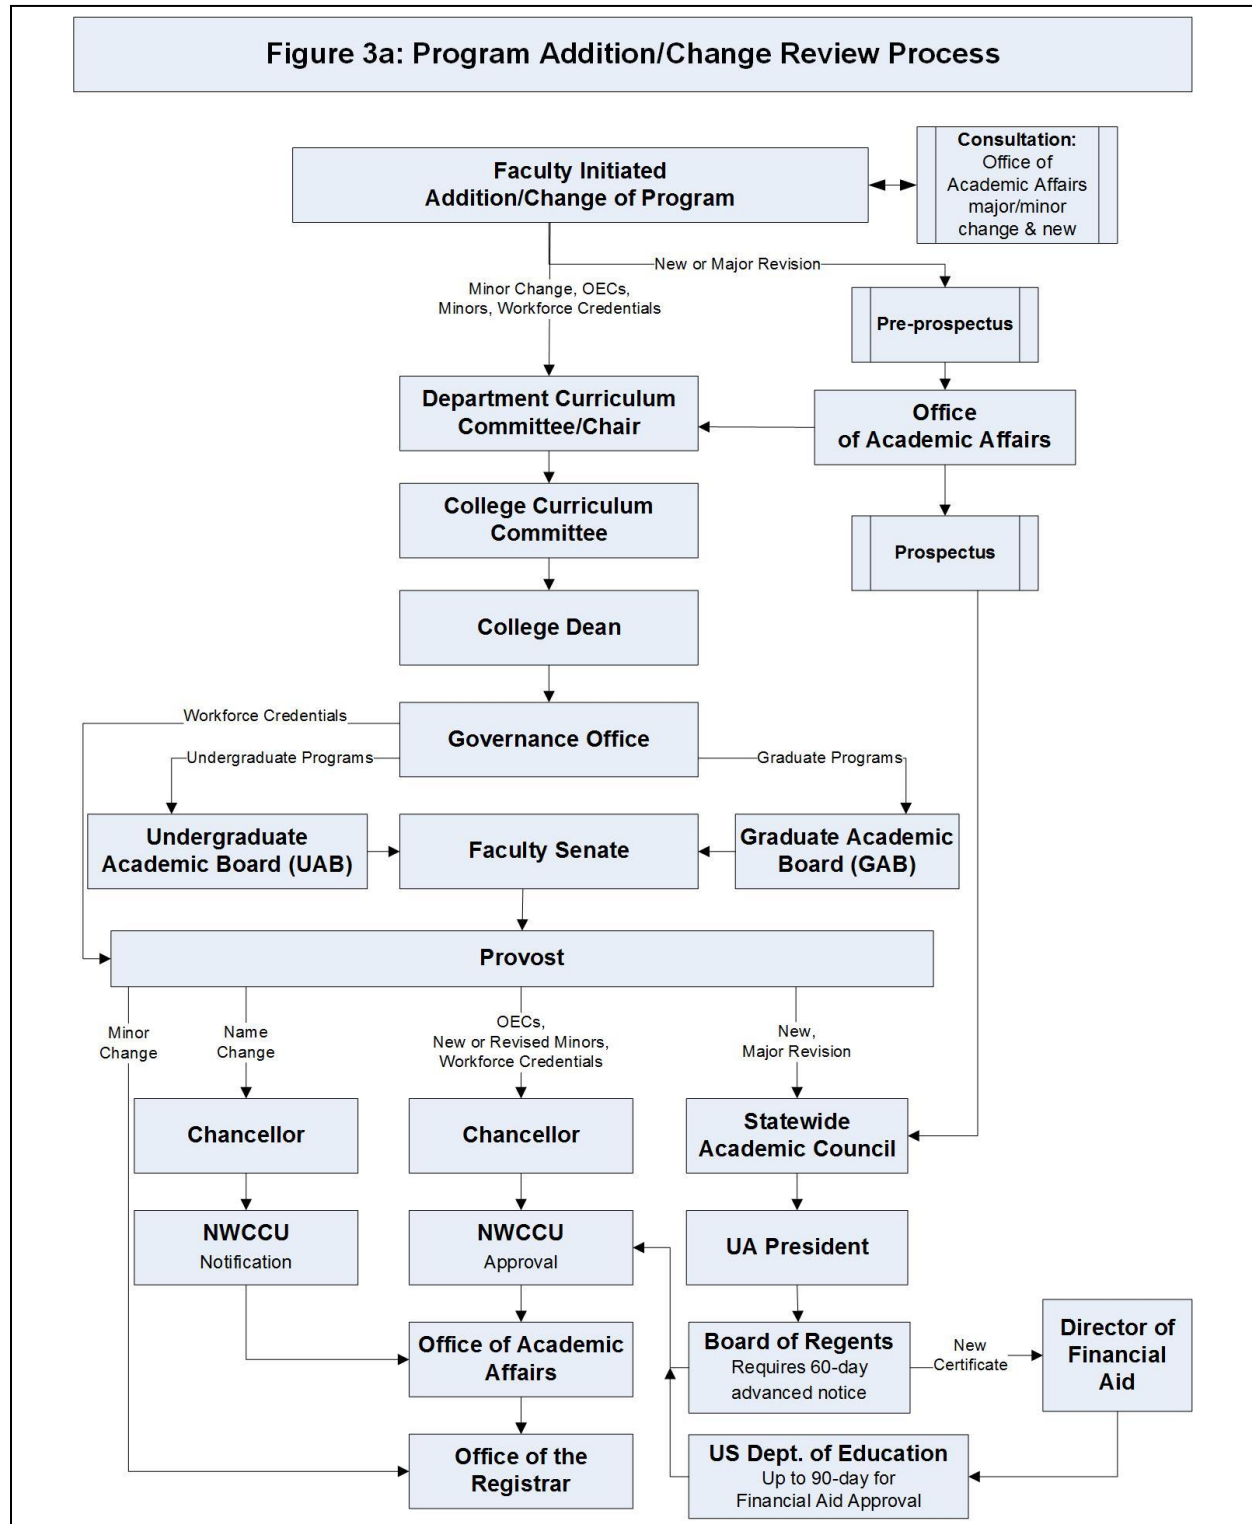 Figure 3a: Program Addition/Change Review Process
Faculty Initiated
Addition/Change of Program
Consultation:
Office of
Academic Affairs
major/minor
change & new
New or Major Revision
Minor Change, OECs,
Minors, Workforce Credentials
Pre-prospectus
Department Curriculum
Committee/Chair
Office
of Academic Affairs
College Curriculum
Committee
Prospectus
College Dean
Workforce Credentials
Governance Office
Undergraduate Programs
Graduate Programs
Undergraduate
Academic Board (UAB)
Faculty Senate
Graduate Academic
Board (GAB)
Provost
Minor
Change
Name
Change
OECs,
New or Revised Minors,
Workforce Credentials
New,
Major Revision
Chancellor
Chancellor
Statewide
Academic Council
NWCCU
Notification
NWCCU
Approval
UA President
Office of Academic
Affairs
Board of Regents
Requires 60-day
advanced notice
New
Certificate
Director of
Financial
Aid
Office of the
Registrar
US Dept. of Education
Up to 90-day for
Financial Aid Approval